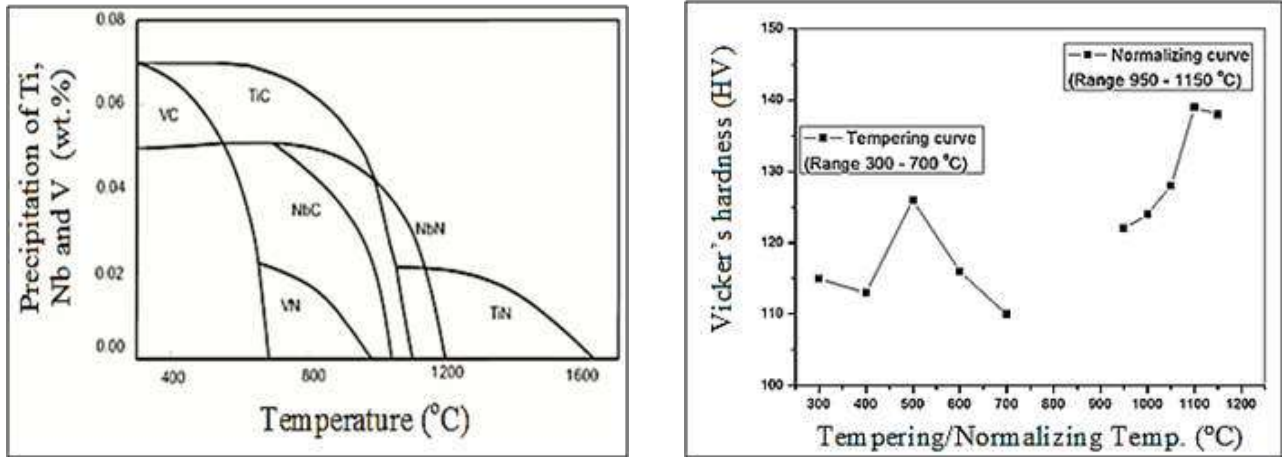 Precipitation of Ti,
Nb and V (wt.%)
0.08
0.06
0.04
0.02
0.00
VC
TiC
NbC
NbN
VN
TiN
400
800
1200
1600
Temperature (°C)
Vicker`s hardness (HV)
150
140
130
120
110
100
Normalizing curve
(Range 950 - 1150 °C)
Tempering curve
(Range 300 - 700 °C)
300 400 500 600 700 800 900 1000 1100 1200
Tempering/Normalizing Temp. (°C)